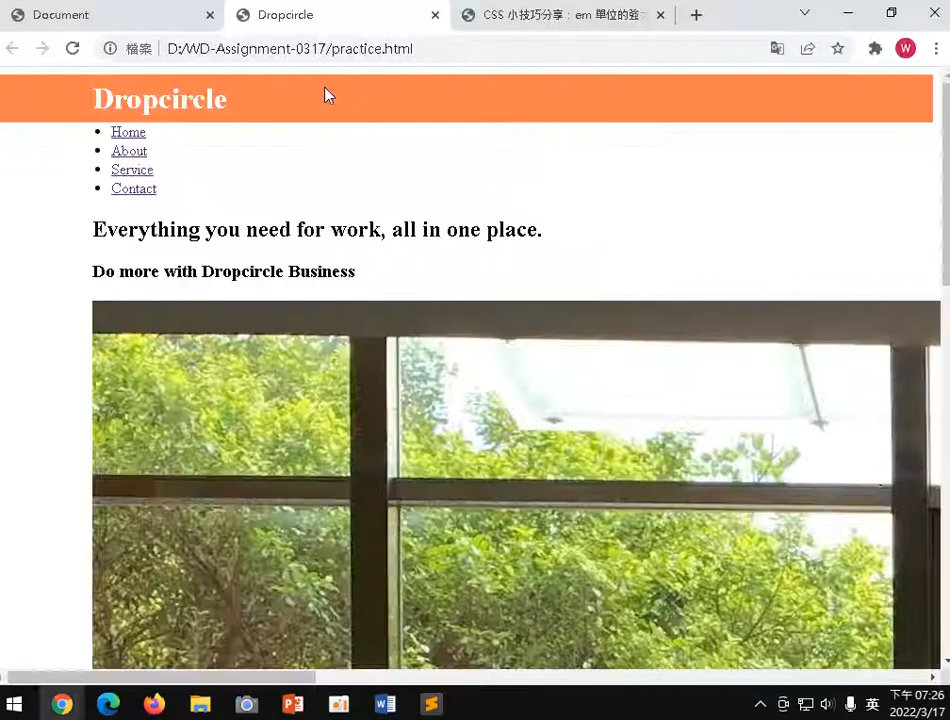 Document
Dropcircle
CSS 小技巧分享：em 單位的強
檔案 D:/WD-Assignment-0317/practice.html
W
Dropcircle
Home
About
Service
Contact
Everything you need for work, all in one place.
Do more with Dropcircle Business
英
下午 07:26
2022/3/17